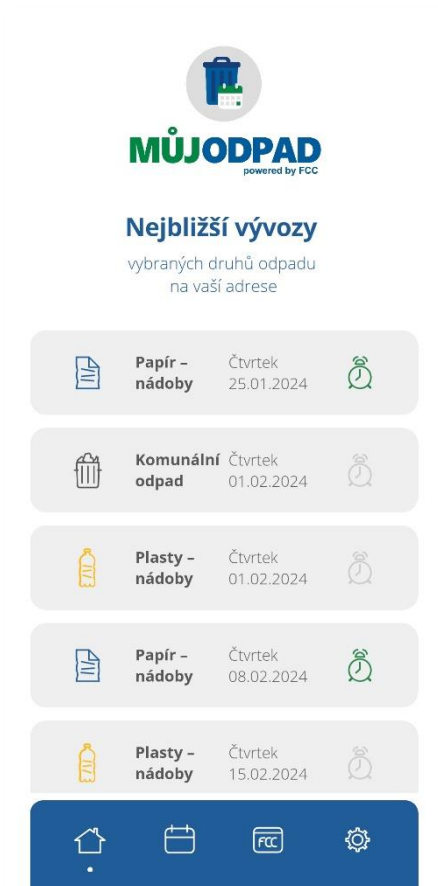 MŮJODPAD
powered by FCC
Nejbližší vývozy
vybraných druhů odpadu
na vaší adrese
Papír –
nádoby
Čtvrtek
25.01.2024
Komunální
odpad
Čtvrtek
01.02.2024
Plasty –
nádoby
Čtvrtek
01.02.2024
Papír –
nádoby
Čtvrtek
08.02.2024
Plasty –
nádoby
Čtvrtek
15.02.2024
FCC